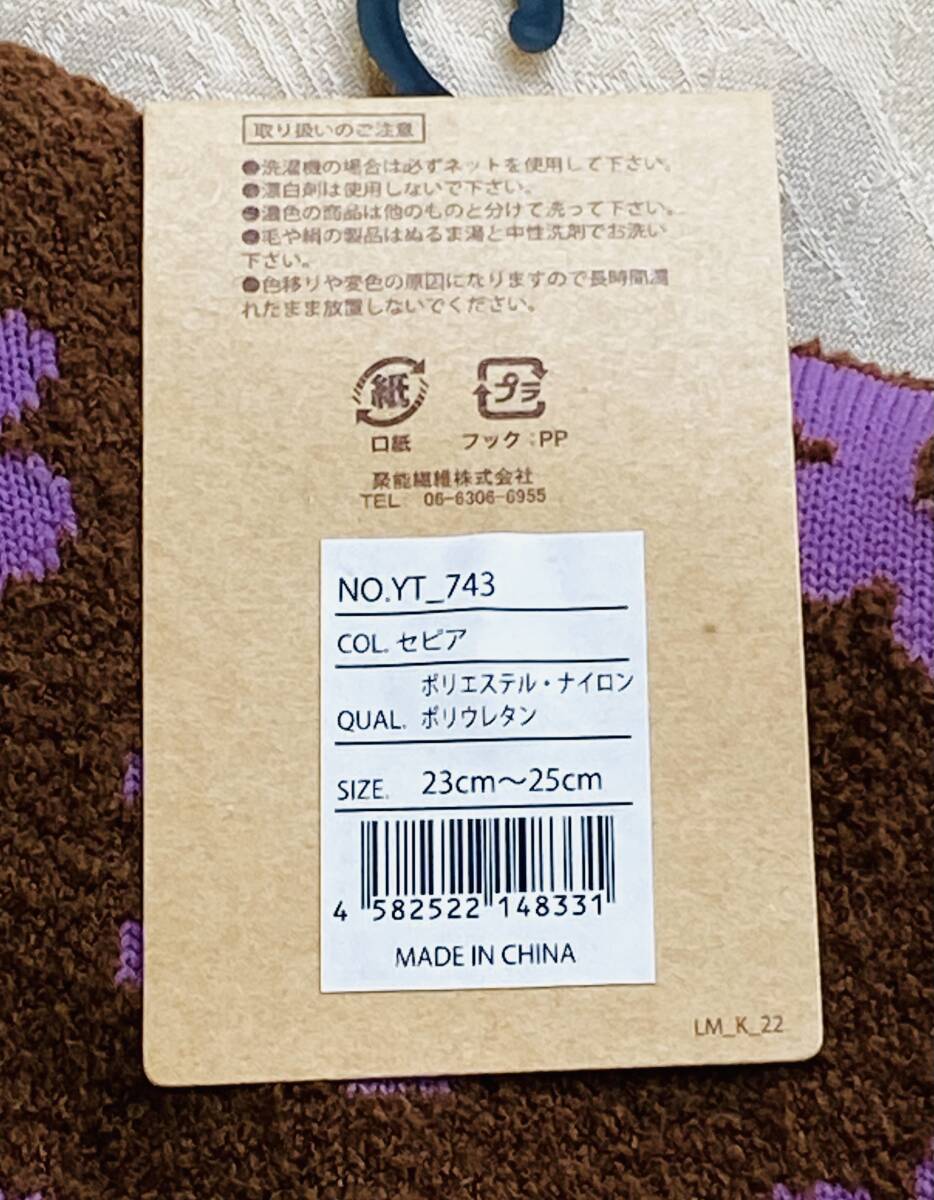 取り扱いのご注意
●洗濯機の場合は必ずネットを使用して下さい。
●漂白剤は使用しないで下さい。
●濃色の商品は他のものと分けて洗って下さい。
●毛や絹の製品はぬるま湯と中性洗剤でお洗い
下さい。
●色移りや変色の原因になりますので長時間濡
れたまま放置しないでください。
紙 プラ
口紙 フック:PP
聚能繊維株式会社
TEL 06-6306-6955
NO.YT_743
COL. セピア
ポリエステル・ナイロン
QUAL. ポリウレタン
SIZE. 23cm〜25cm
4 582522 148331
MADE IN CHINA
LM_K_22